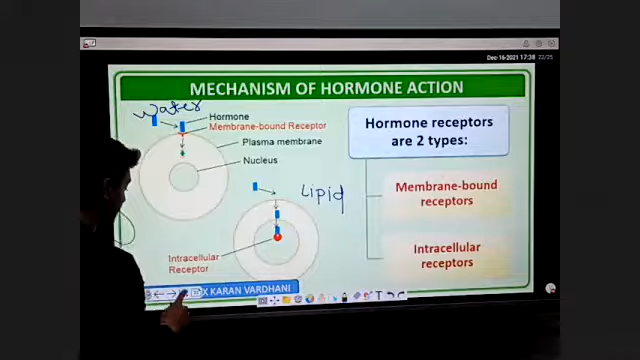 Dec-16-2021 17:38 22/25
MECHANISM OF HORMONE ACTION
Water
Hormone
Membrane-bound Receptor
Plasma membrane
Nucleus
Lipid
Intracellular
Receptor
Hormone receptors
are 2 types:
Membrane-bound
receptors
Intracellular
receptors
X KARAN VARDHANI